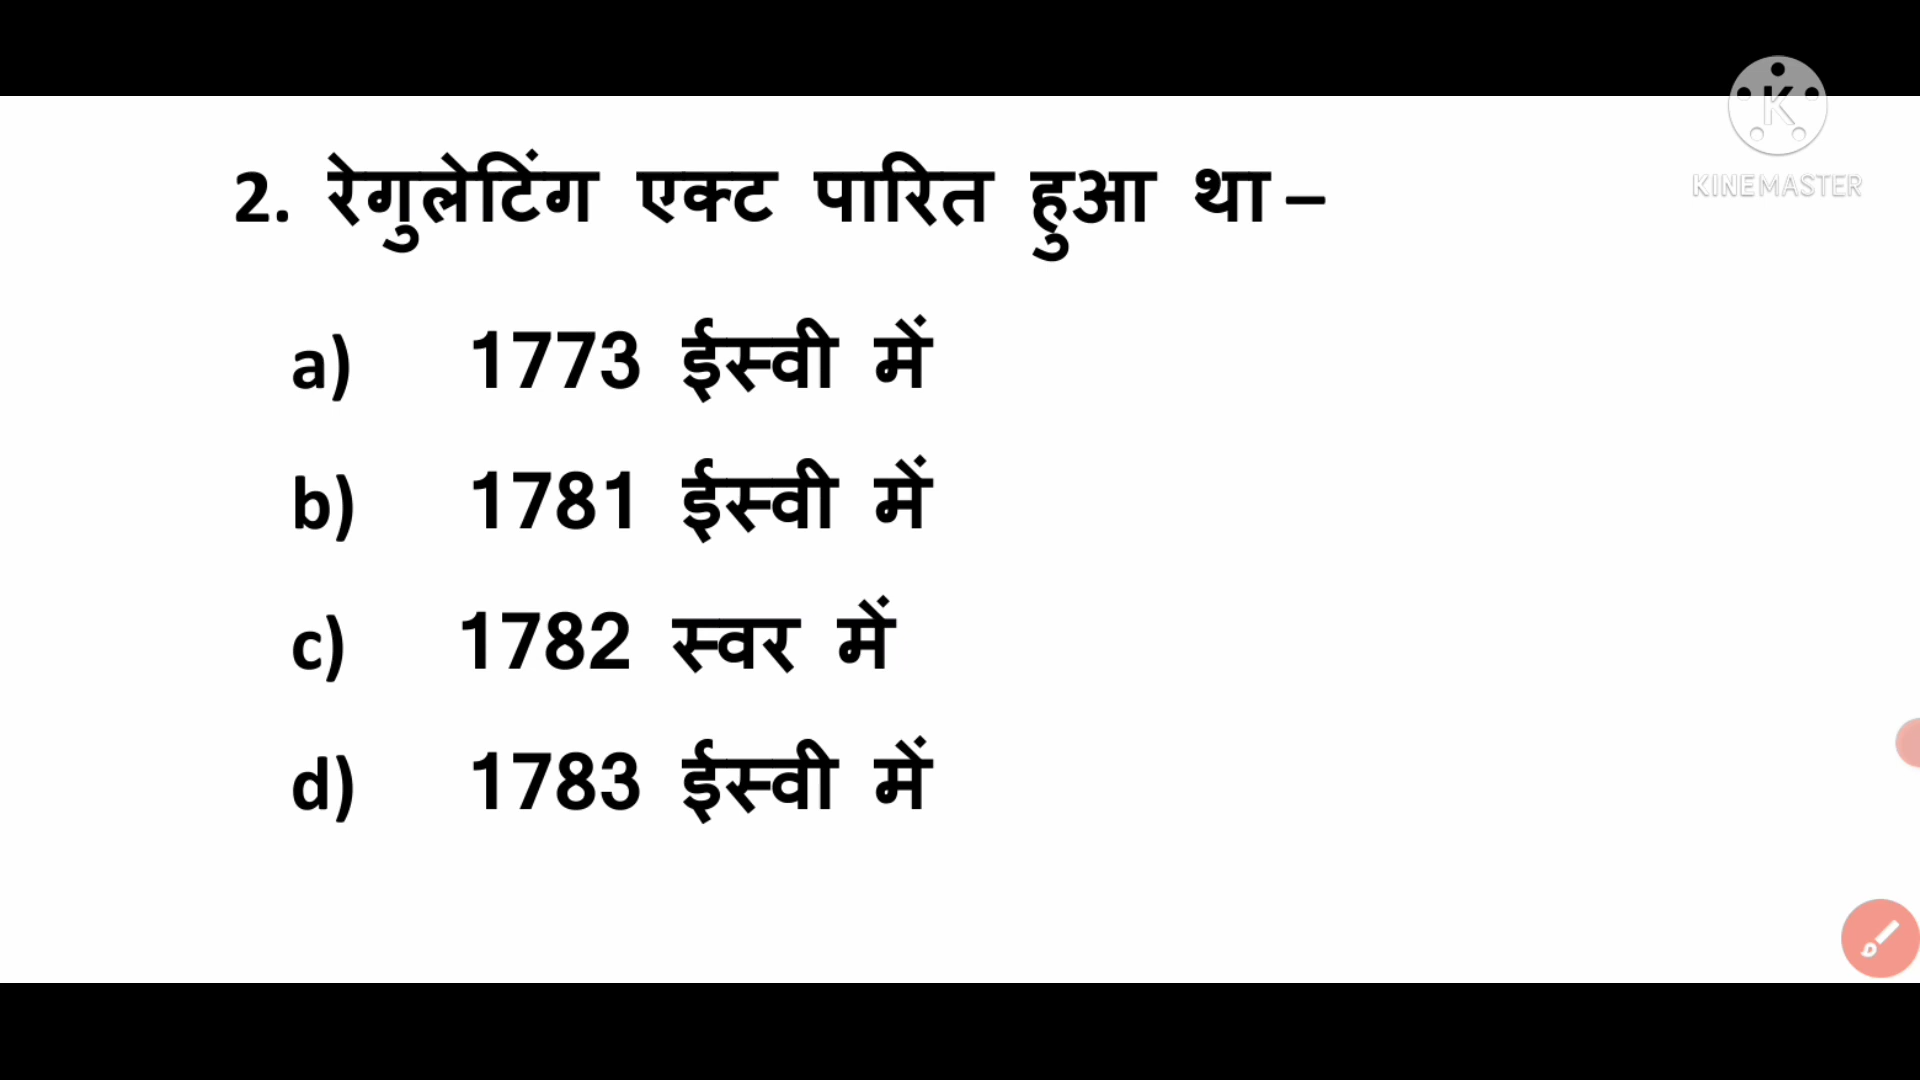 2. रेगुलेटिंग एक्ट पारित हुआ था –
a) 1773 ईस्वी में
b) 1781 ईस्वी में
c) 1782 स्वर में
d) 1783 ईस्वी में
K
KINEMASTER